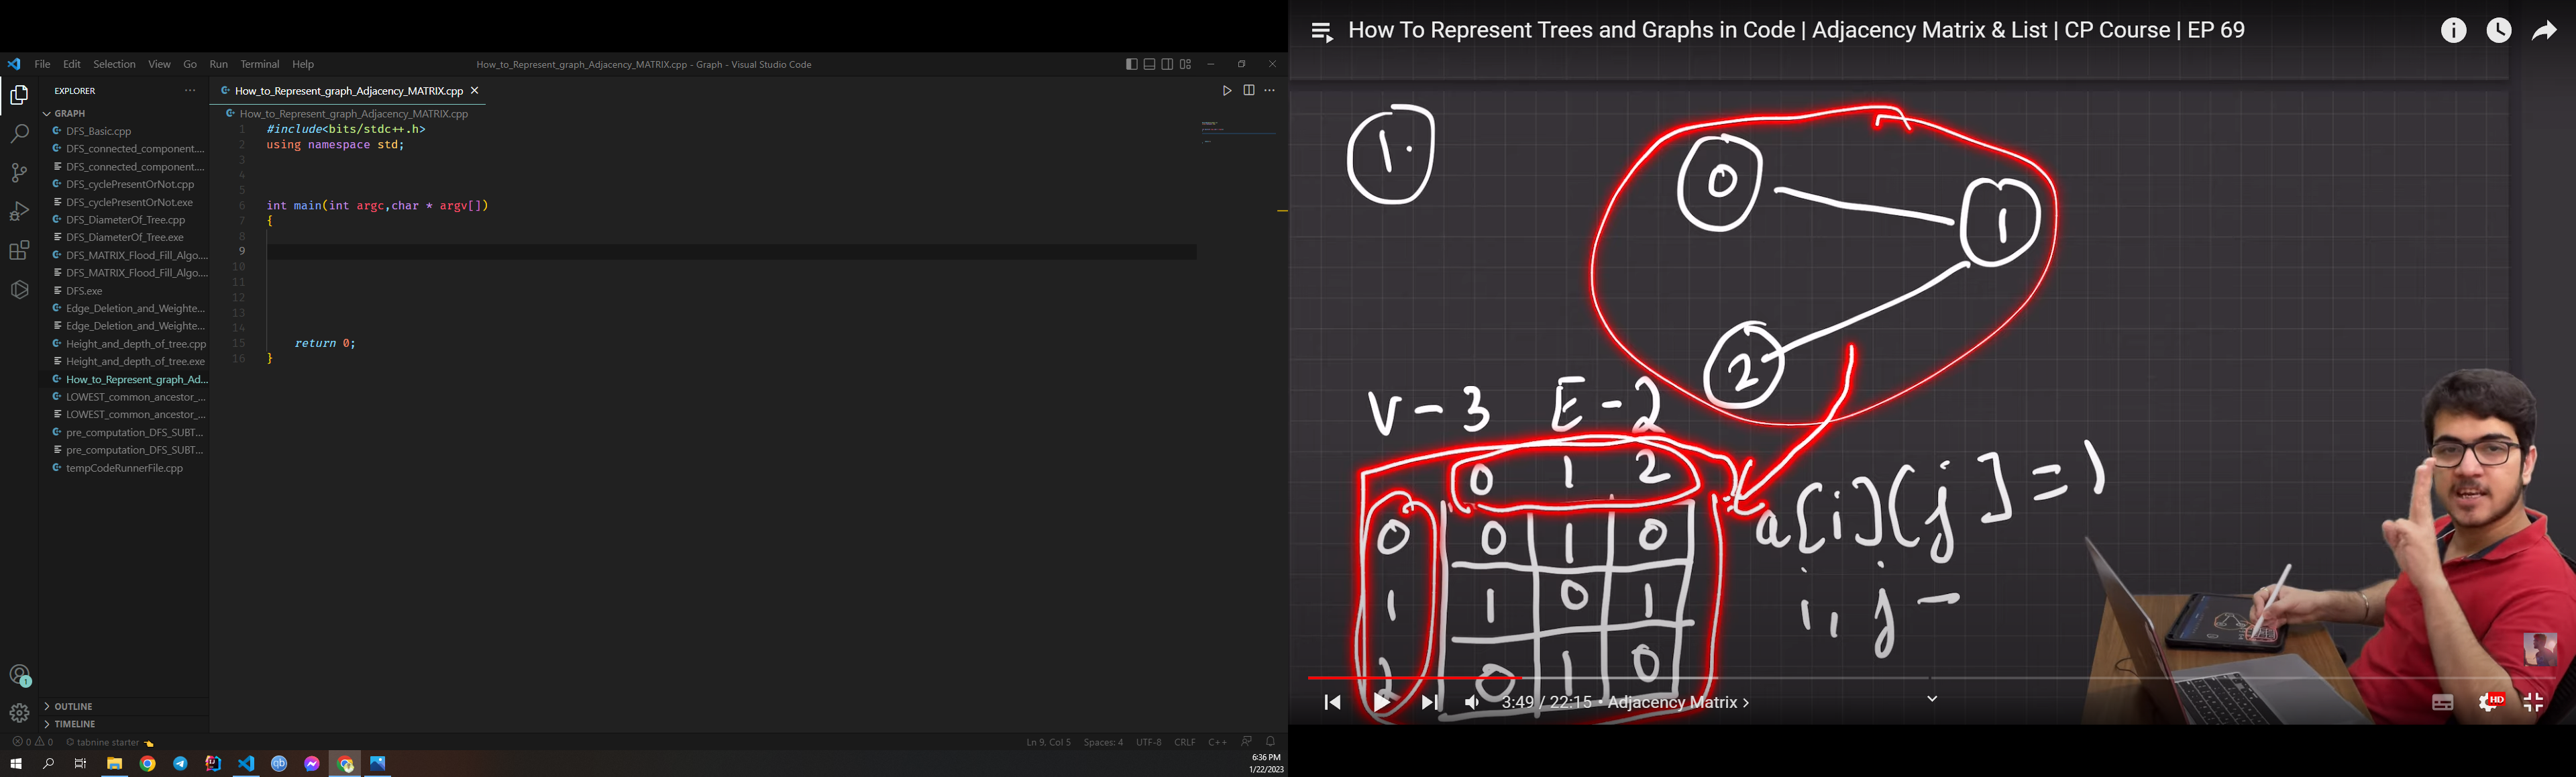 File Edit Selection View Go Run Terminal Help
How_to_Represent_graph_Adjacency_MATRIX.cpp - Graph - Visual Studio Code
EXPLORER
GRAPH
DFS_Basic.cpp
DFS_connected_component....
DFS_connected_component....
DFS_cyclePresentOrNot.cpp
DFS_cyclePresentOrNot.exe
DFS_DiameterOf_Tree.cpp
DFS_DiameterOf_Tree.exe
DFS_MATRIX_Flood_Fill_Algo....
DFS_MATRIX_Flood_Fill_Algo....
DFS.exe
Edge_Deletion_and_Weighte...
Edge_Deletion_and_Weighte...
Height_and_depth_of_tree.cpp
Height_and_depth_of_tree.exe
How_to_Represent_graph_Ad...
LOWEST_common_ancestor_...
LOWEST_common_ancestor_...
pre_computation_DFS_SUBT...
pre_computation_DFS_SUBT...
tempCodeRunnerFile.cpp
OUTLINE
TIMELINE
How_to_Represent_graph_Adjacency_MATRIX.cpp
How_to_Represent_graph_Adjacency_MATRIX.cpp
1 #include<bits/stdc++.h>
2 using namespace std;
3
4
5
6 int main(int argc,char * argv[])
7 {
8
9
10
11
12
13
14
15 return 0;
16 }
1
0 0 tabnine starter
Ln 9, Col 5 Spaces: 4 UTF-8 CRLF C++
6:36 PM
1/22/2023
How To Represent Trees and Graphs in Code | Adjacency Matrix & List | CP Course | EP 69
1.
0
1
2
V - 3 E - 2
0 1 2
0 0 1 0
1 1 0 1
2 0 1 0
a[i][j] = 1
i, j -
3:49 / 22:15 • Adjacency Matrix
HD